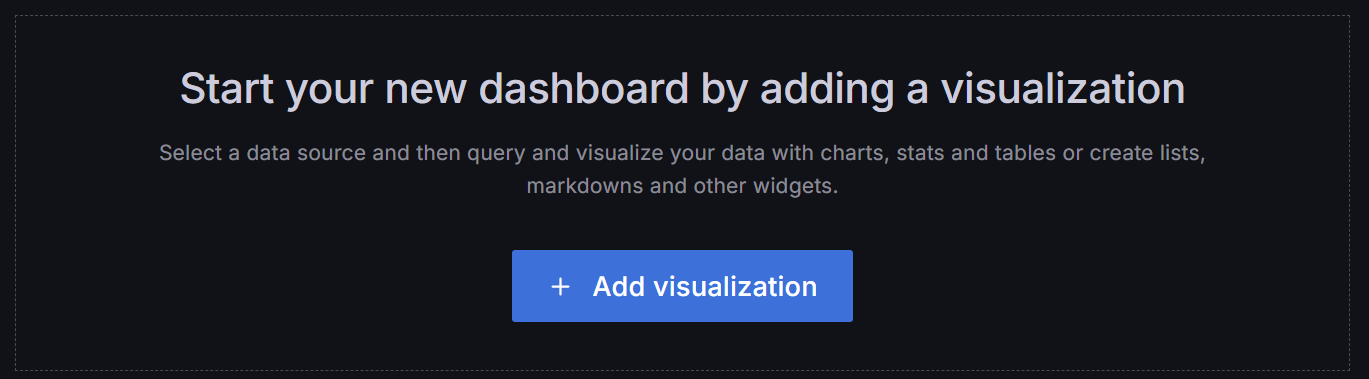 Start your new dashboard by adding a visualization
Select a data source and then query and visualize your data with charts, stats and tables or create lists,
markdowns and other widgets.
+ Add visualization